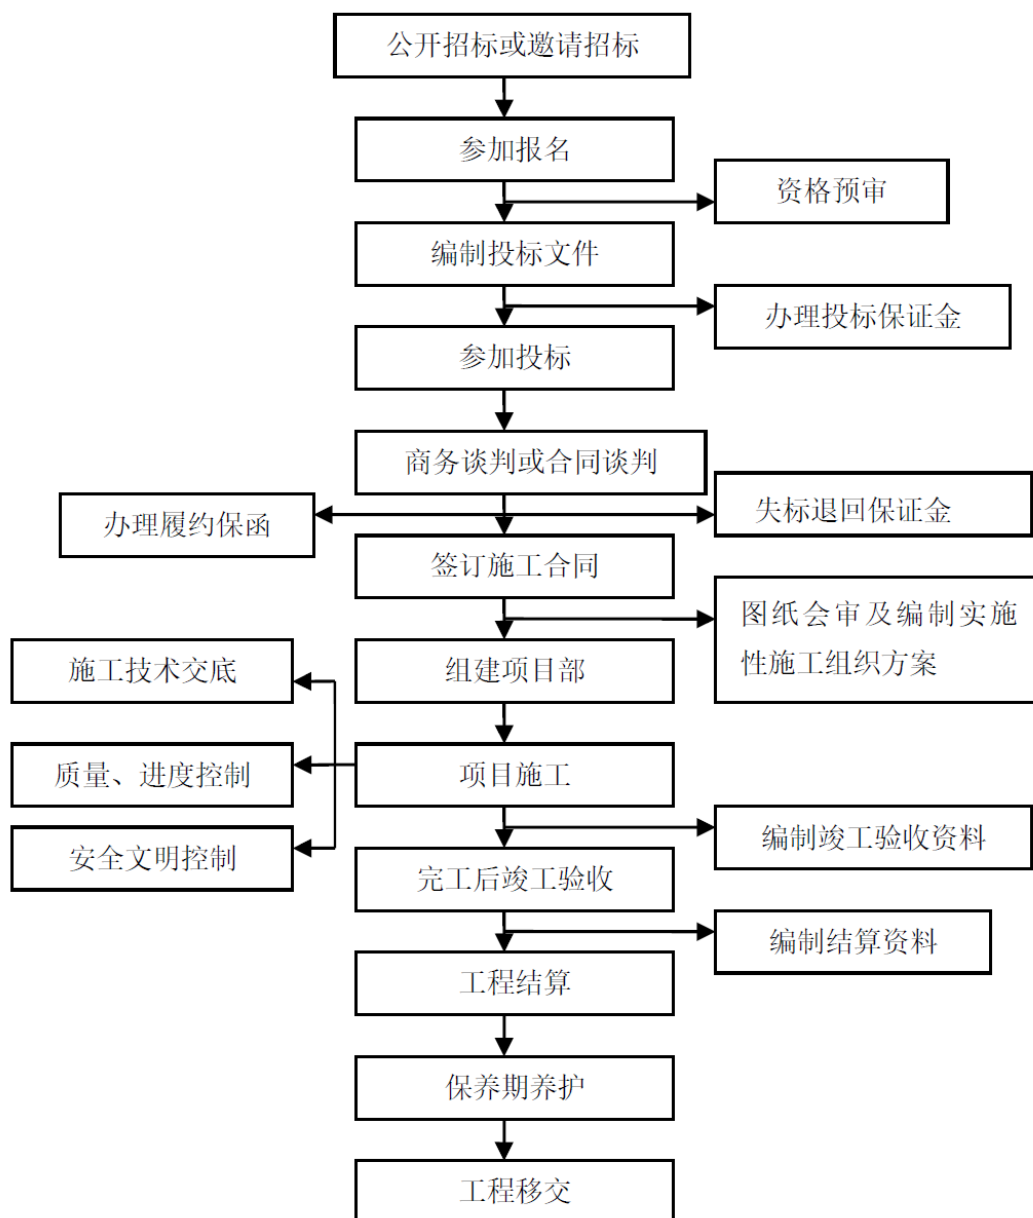 公开招标或邀请招标
参加报名
资格预审
编制投标文件
办理投标保证金
参加投标
商务谈判或合同谈判
办理履约保函
失标退回保证金
签订施工合同
图纸会审及编制实施
性施工组织方案
施工技术交底
组建项目部
质量、进度控制
项目施工
编制竣工验收资料
安全文明控制
完工后竣工验收
编制结算资料
工程结算
保养期养护
工程移交